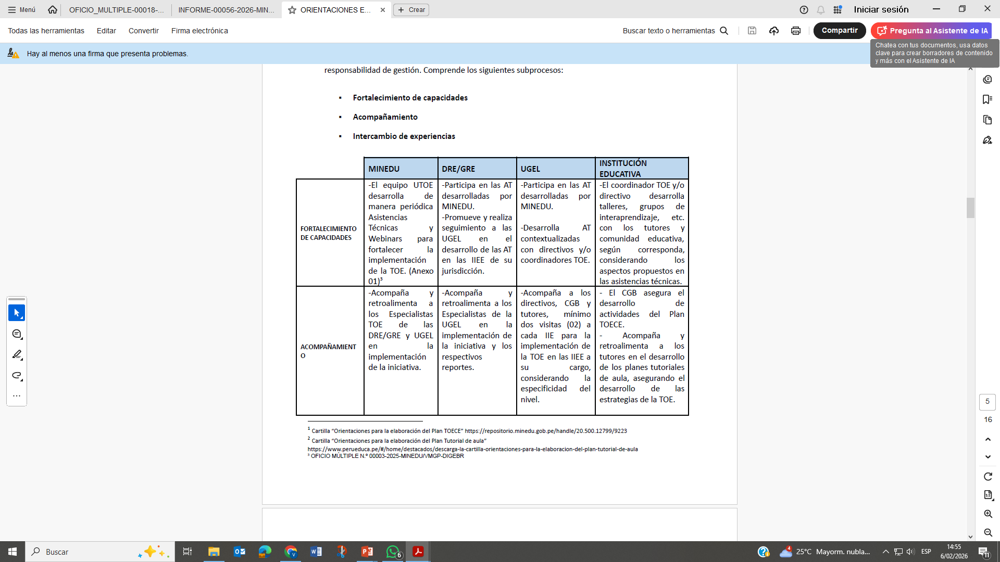 Menú
OFICIO_MULTIPLE-00018-...
INFORME-00056-2026-MIN...
ORIENTACIONES E...
Crear
Iniciar sesión
Todas las herramientas
Editar
Convertir
Firma electrónica
Buscar texto o herramientas
Compartir
Pregunta al Asistente de IA
Hay al menos una firma que presenta problemas.
Chatea con tus documentos, usa datos
clave para crear borradores de contenido
y más con el Asistente de IA
responsabilidad de gestión. Comprende los siguientes subprocesos:
▪ Fortalecimiento de capacidades
▪ Acompañamiento
▪ Intercambio de experiencias
MINEDU
DRE/GRE
UGEL
INSTITUCIÓN
EDUCATIVA
FORTALECIMIENTO
DE CAPACIDADES
-El equipo UTOE
desarrolla de
manera periódica
Asistencias
Técnicas y
Webinars para
fortalecer la
implementación
de la TOE. (Anexo
01)³
-Participa en las AT
desarrolladas por
MINEDU.
-Promueve y realiza
seguimiento a las
UGEL en el
desarrollo de las AT
en las IIEE de su
jurisdicción.
-Participa en las AT
desarrolladas por
MINEDU.
-Desarrolla AT
contextualizadas
con directivos y/o
coordinadores TOE.
-El coordinador TOE y/o
directivo desarrolla
talleres, grupos de
interaprendizaje, etc.
con los tutores y
comunidad educativa,
según corresponda,
considerando los
aspectos propuestos en
las asistencias técnicas.
ACOMPAÑAMIENT
O
-Acompaña y
retroalimenta a
los Especialistas
TOE de las
DRE/GRE y UGEL
en la
implementación
de la iniciativa.
-Acompaña y
retroalimenta a los
Especialistas de la
UGEL en la
implementación de
la iniciativa y los
respectivos
reportes.
-Acompaña a los
directivos, CGB y
tutores, mínimo
dos visitas (02) a
cada IIE para la
implementación de
la TOE en las IIEE a
su cargo,
considerando la
especificidad del
nivel.
- El CGB asegura el
desarrollo de
actividades del Plan
TOECE.
- Acompaña y
retroalimenta a los
tutores en el desarrollo
de los planes tutoriales
de aula, asegurando el
desarrollo de las
estrategias de la TOE.
¹ Cartilla “Orientaciones para la elaboración del Plan TOECE” https://repositorio.minedu.gob.pe/handle/20.500.12799/9223
² Cartilla “Orientaciones para la elaboración del Plan Tutorial de aula”
https://www.perueduca.pe/#/home/destacados/descarga-la-cartilla-orientaciones-para-la-elaboracion-del-plan-tutorial-de-aula
³ OFICIO MÚLTIPLE N.º 00003-2025-MINEDU/VMGP-DIGEBR
5
16
Buscar
6
4
25°C Mayorm. nubla...
ESP
14:55
6/02/2026
11